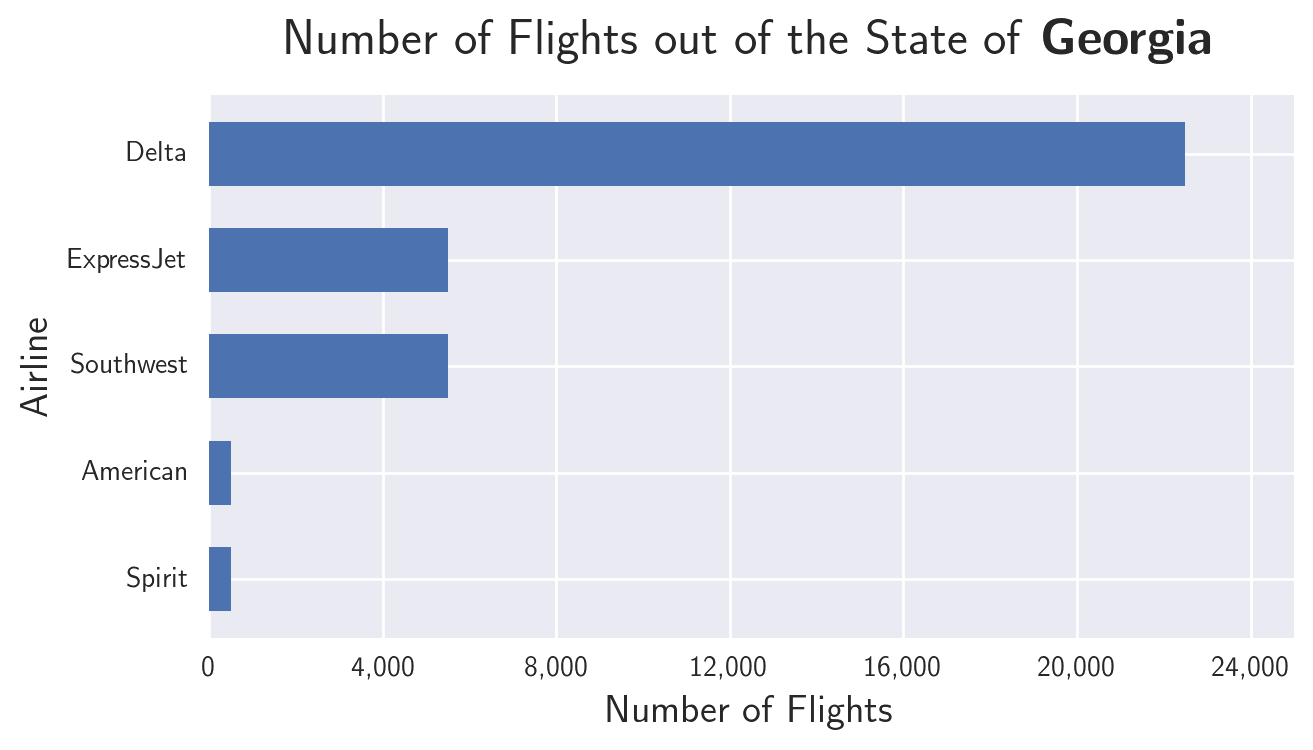 Number of Flights out of the State of Georgia
Delta
ExpressJet
Southwest
American
Spirit
Airline
0 4,000 8,000 12,000 16,000 20,000 24,000
Number of Flights